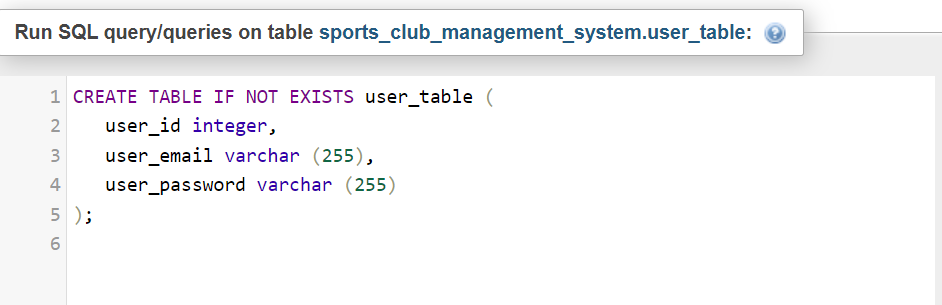 Run SQL query/queries on table sports_club_management_system.user_table:
1 CREATE TABLE IF NOT EXISTS user_table (
2 user_id integer,
3 user_email varchar (255),
4 user_password varchar (255)
5 );
6